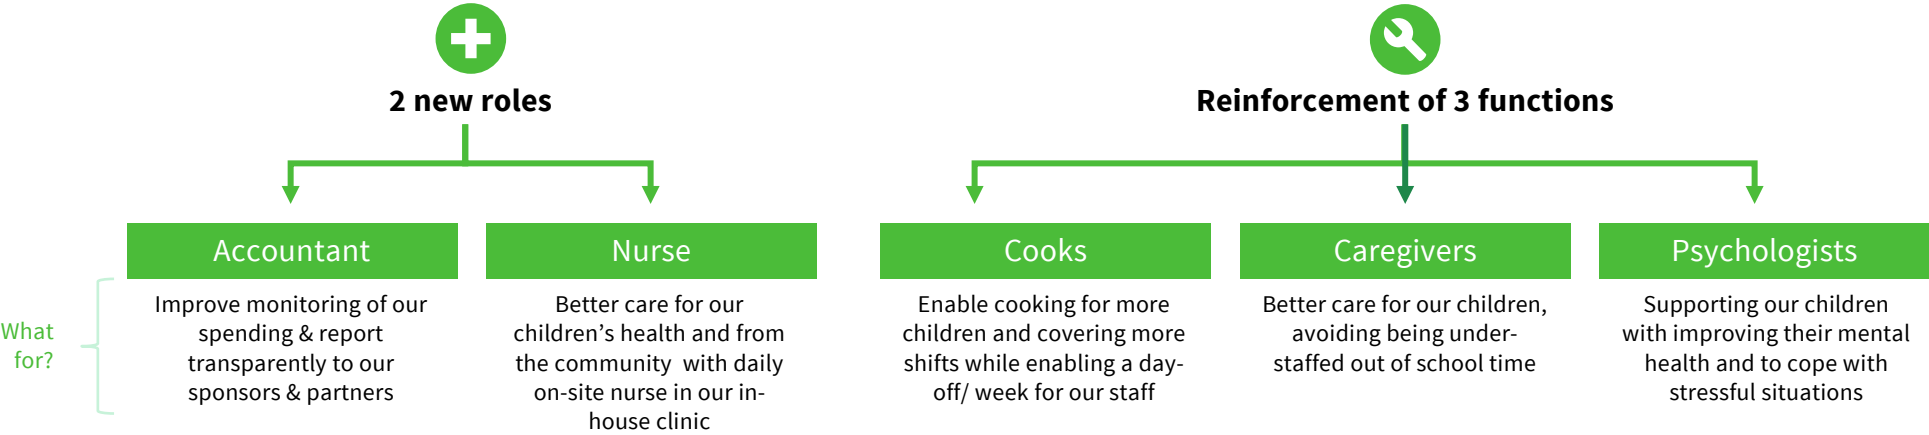 2 new roles
Reinforcement of 3 functions
Accountant
Nurse
Cooks
Caregivers
Psychologists
What
for?
Improve monitoring of our
spending & report
transparently to our
sponsors & partners
Better care for our
children’s health and from
the community  with daily
on-site nurse in our in-
house clinic
Enable cooking for more
children and covering more
shifts while enabling a day-
off/ week for our staff
Better care for our children,
avoiding being under-
staffed out of school time
Supporting our children
with improving their mental
health and to cope with
stressful situations